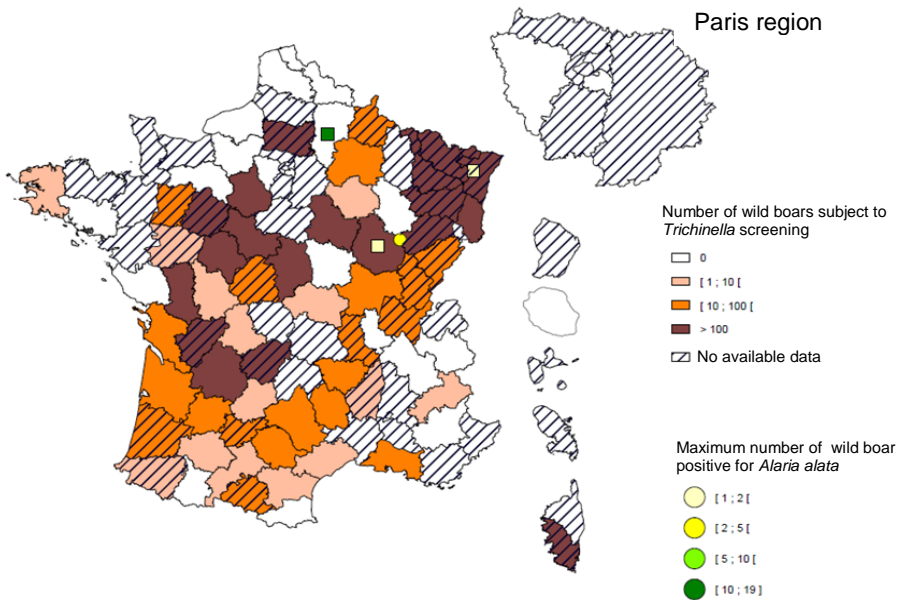 Paris region
Number of wild boars subject to
Trichinella screening
0
[ 1 ; 10 [
[ 10 ; 100 [
> 100
No available data
Maximum number of wild boar
positive for Alaria alata
[ 1 ; 2 [
[ 2 ; 5 [
[ 5 ; 10 [
[ 10 ; 19 ]